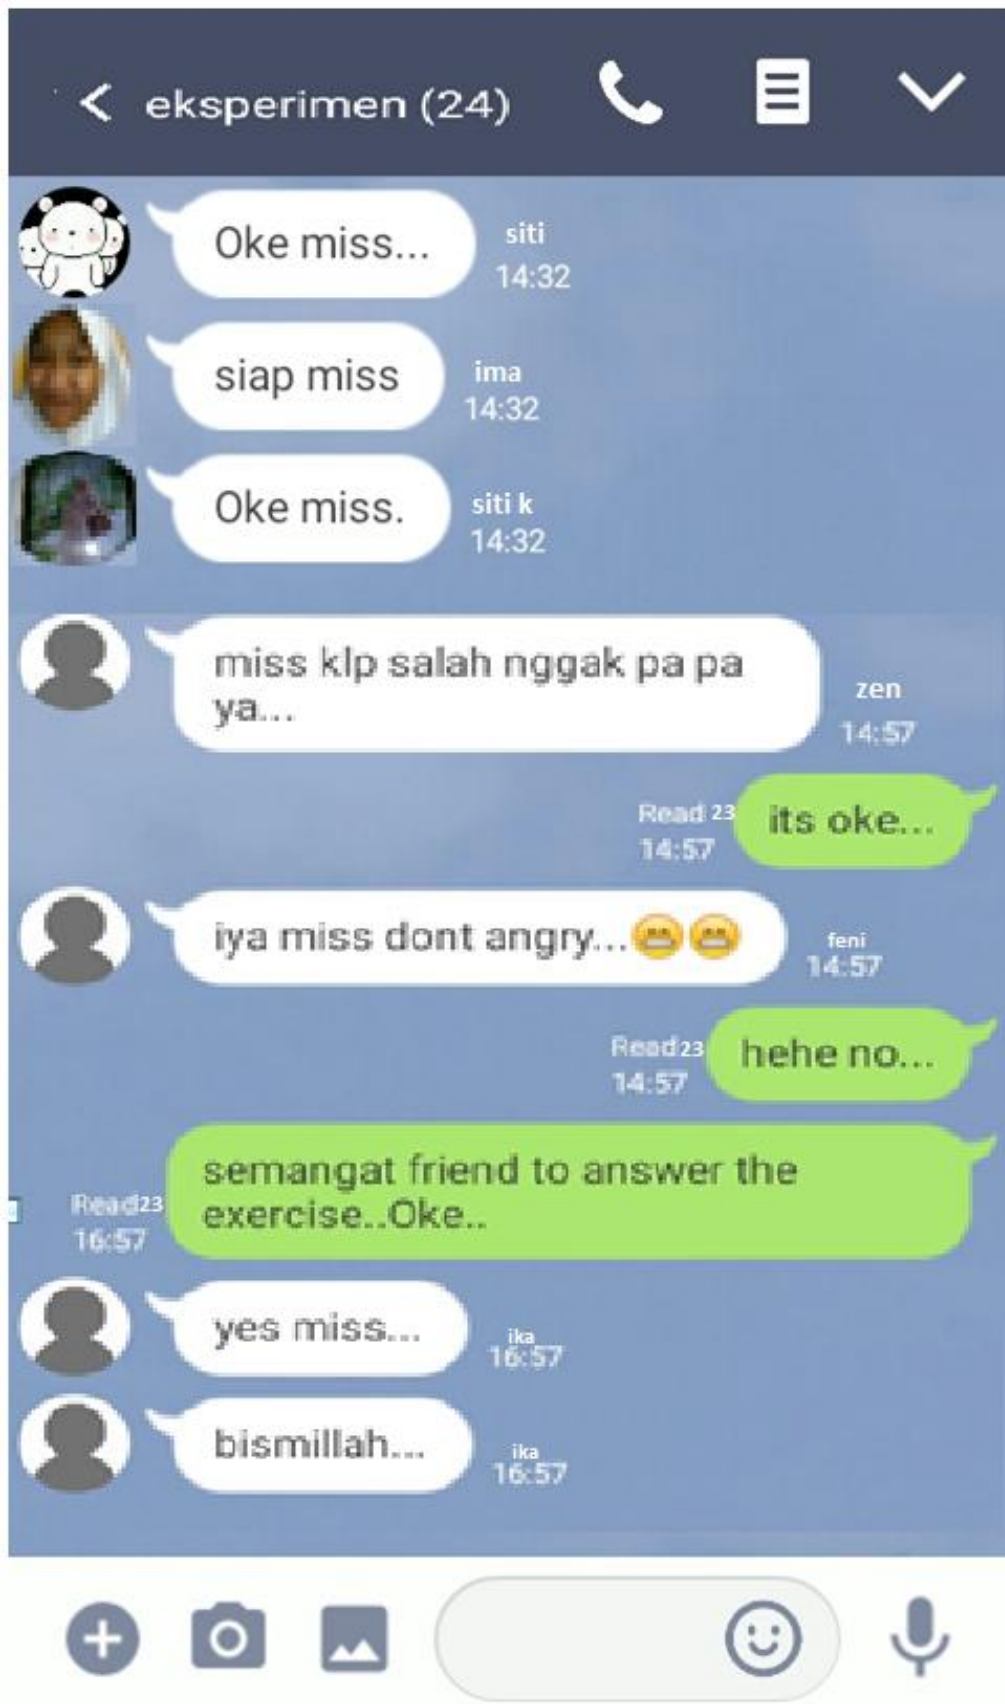 eksperimen (24)
Oke miss...
siti
14:32
siap miss
ima
14:32
Oke miss.
siti k
14:32
miss klp salah nggak pa pa
ya...
zen
14:57
Read 23
14:57
its oke...
iya miss dont angry...😁😁
feni
14:57
Read 23
14:57
hehe no...
semangat friend to answer the
exercise..Oke..
Read23
16:57
yes miss...
ika
16:57
bismillah...
ika
16:57